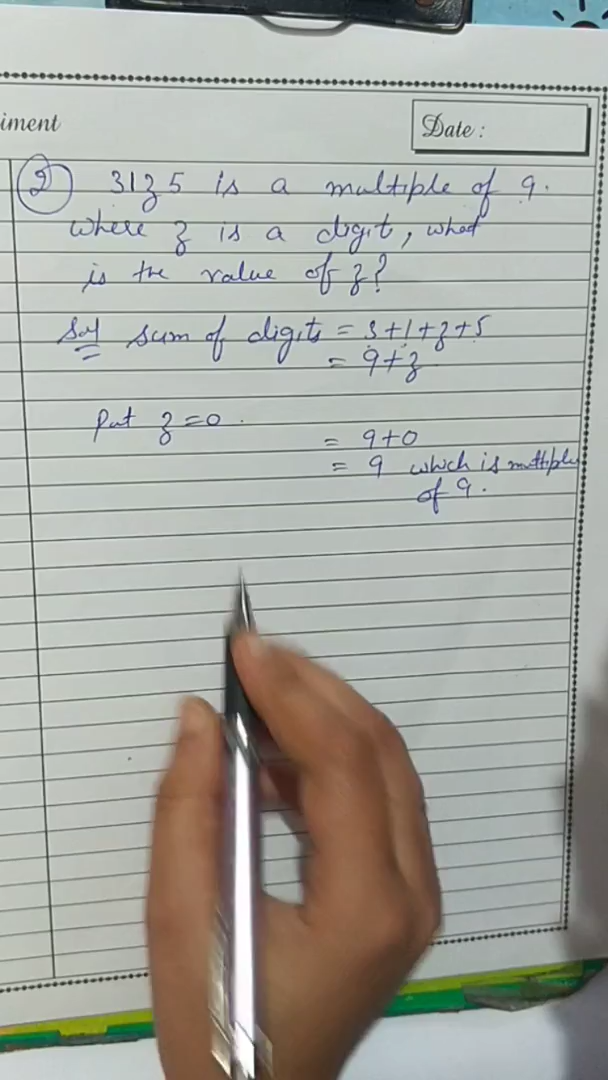 iment
Date :
2 31z5 is a multiple of 9.
where z is a digit, what
is the value of z?
Sol sum of digits = 3+1+z+5
= 9+z
Put z=0.
= 9+0
= 9 which is multiple
of 9.